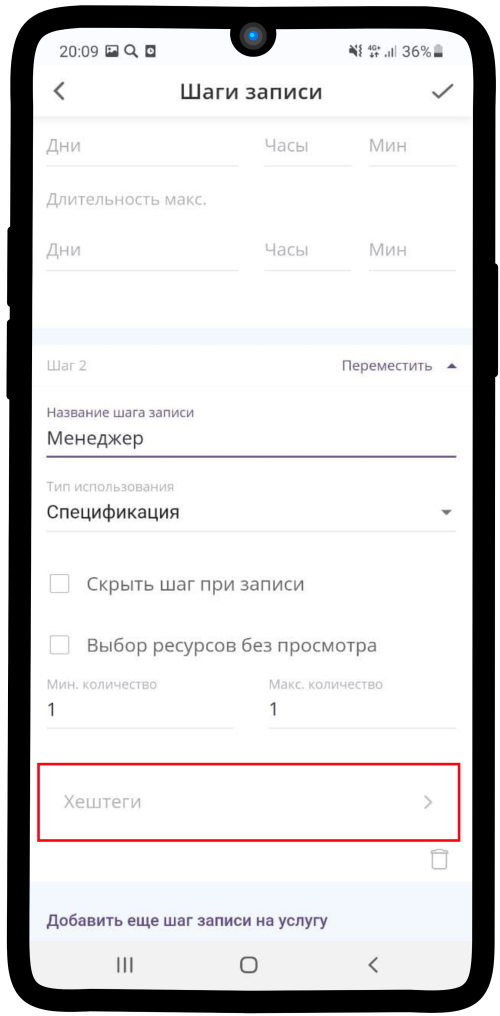 20:09 4G+ 36%
Шаги записи
Дни Часы Мин
Длительность макс.
Дни Часы Мин
Шаг 2 Переместить
Название шага записи
Менеджер
Тип использования
Спецификация
Скрыть шаг при записи
Выбор ресурсов без просмотра
Мин. количество Макс. количество
1 1
Хештеги
Добавить еще шаг записи на услугу